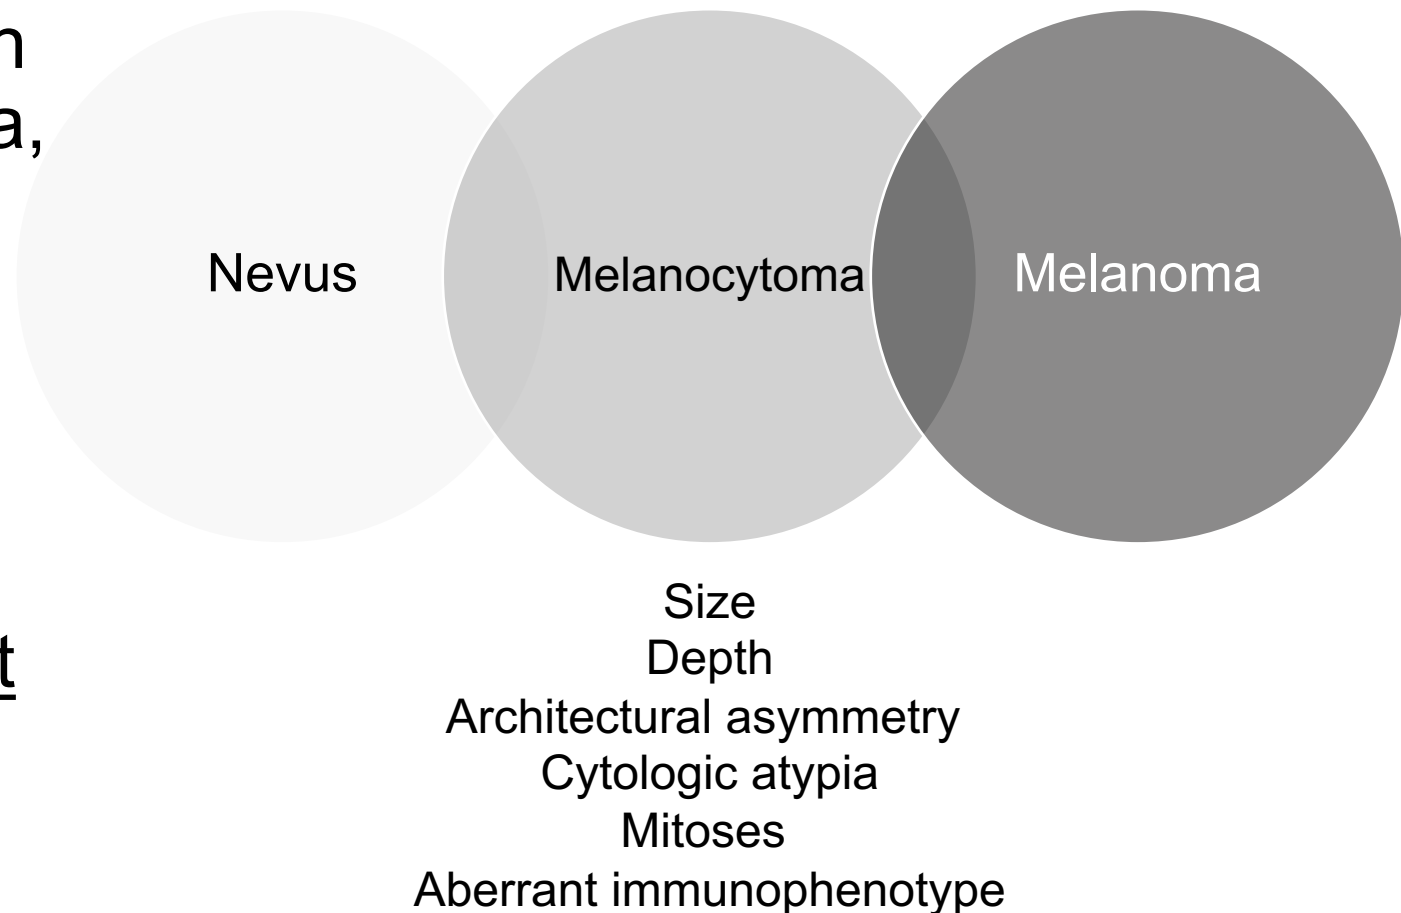 n
a,
Nevus Melanocytoma Melanoma
Size
t
Depth
Architectural asymmetry
Cytologic atypia
Mitoses
Aberrant immunophenotype